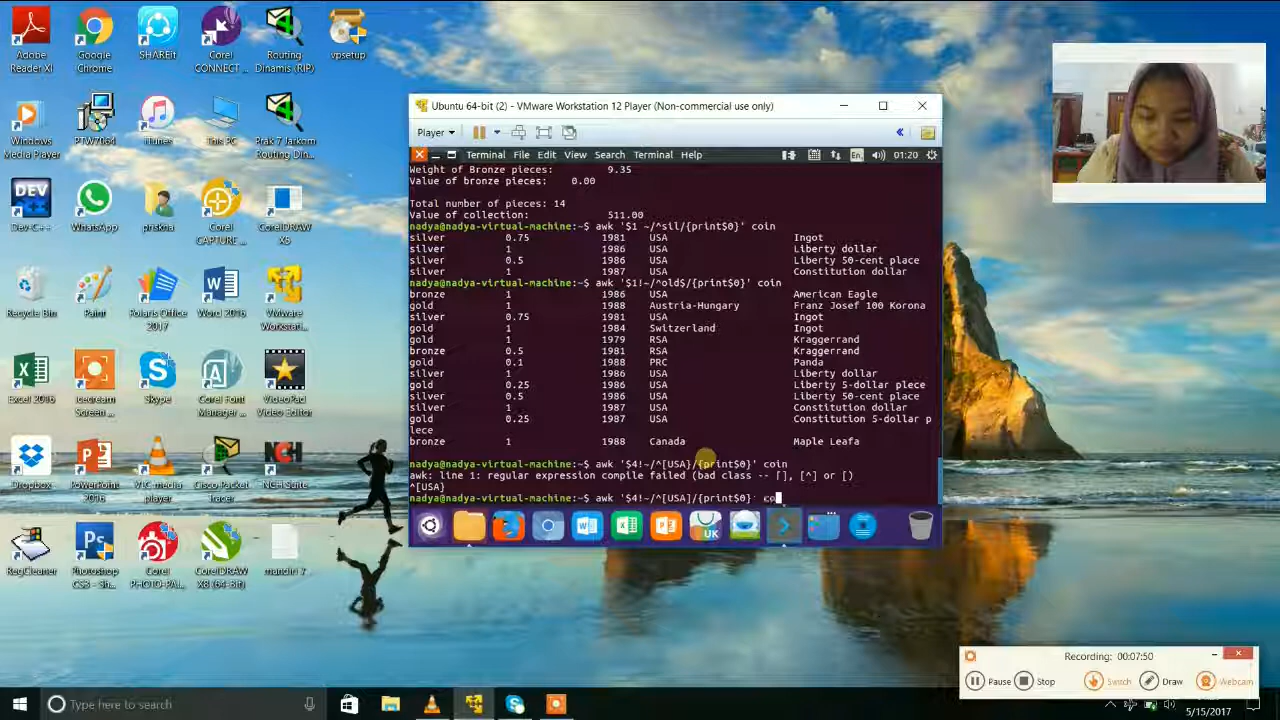 Adobe Reader XI
Google Chrome
SHAREit
Corel CONNECT ...
Routing Dinamis (RIP)
vpsetup
Windows Media Player
PTW7064
iTunes
This PC
Prak 7 Jarkom Routing Din...
Dev-C++
WhatsApp
priskna
Corel CAPTURE ...
CorelDRAW X8
Recycle Bin
Paint
Polaris Office 2017
Word 2016
VMware Workstati...
Excel 2016
Icecream Screen ...
Skype
Corel Font Manager ...
VideoPad Video Editor
Dropbox
PowerPoint 2016
VLC media player
Cisco Packet Tracer
NCH Suite
RegCleaner
Photoshop CS3 - Sh...
Corel PHOTO-PAI...
CorelDRAW X8 (64-Bit)
mandiri 7
Ubuntu 64-bit (2) - VMware Workstation 12 Player (Non-commercial use only)
Player
Terminal File Edit View Search Terminal Help En 01:20
Weight of Bronze pieces: 9.35
Value of bronze pieces: 0.00
Total number of pieces: 14
Value of collection: 511.00
nadya@nadya-virtual-machine:~$ awk '$1 ~/^sil/{print$0}' coin
silver 0.75 1981 USA Ingot
silver 1 1986 USA Liberty dollar
silver 0.5 1986 USA Liberty 50-cent place
silver 1 1987 USA Constitution dollar
nadya@nadya-virtual-machine:~$ awk '$1!~/^old$/{print$0}' coin
bronze 1 1986 USA American Eagle
gold 1 1988 Austria-Hungary Franz Josef 100 Korona
silver 0.75 1981 USA Ingot
gold 1 1984 Switzerland Ingot
gold 1 1979 RSA Kraggerrand
bronze 0.5 1981 RSA Kraggerrand
gold 0.1 1988 PRC Panda
silver 1 1986 USA Liberty dollar
gold 0.25 1986 USA Liberty 5-dollar plece
silver 0.5 1986 USA Liberty 50-cent place
silver 1 1987 USA Constitution dollar
gold 0.25 1987 USA Constitution 5-dollar p
lece
bronze 1 1988 Canada Maple Leafa
nadya@nadya-virtual-machine:~$ awk '$4!~/^[USA}/{print$0}' coin
awk: line 1: regular expression compile failed (bad class -- [], [^] or [)
^[USA}
nadya@nadya-virtual-machine:~$ awk '$4!~/^[USA]/{print$0}' co
UK
Recording: 00:07:50
Pause Stop Switch Draw Webcam
Type here to search
5/15/2017